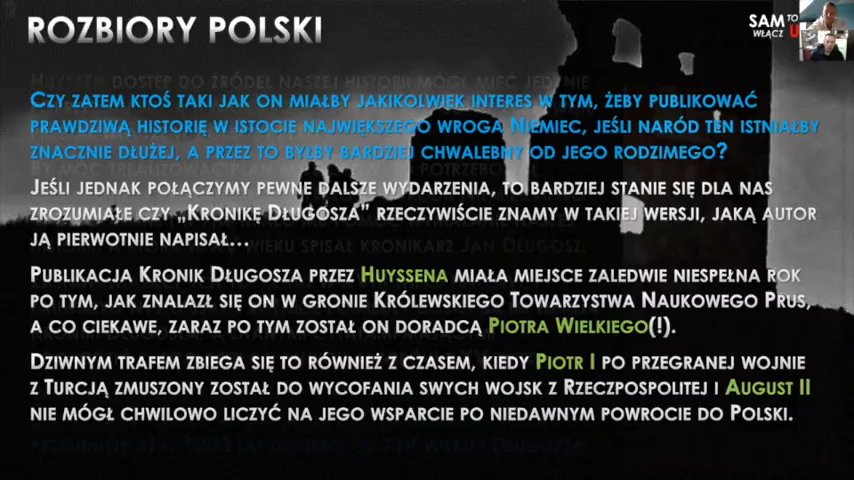 ROZBIORY POLSKI
SAM TO
WŁĄCZ
CZY ZATEM KTOŚ TAKI JAK ON MIAŁBY JAKIKOLWIEK INTERES W TYM, ŻEBY PUBLIKOWAĆ
PRAWDZIWĄ HISTORIĘ W ISTOCIE NAJWIĘKSZEGO WROGA NIEMIEC, JEŚLI NARÓD TEN ISTNIAŁBY
ZNACZNIE DŁUŻEJ, A PRZEZ TO BYŁBY BARDZIEJ CHWALEBNY OD JEGO RODZIMEGO?
JEŚLI JEDNAK POŁĄCZYMY PEWNE DALSZE WYDARZENIA, TO BARDZIEJ STANIE SIĘ DLA NAS
ZROZUMIAŁE CZY „KRONIKĘ DŁUGOSZA” RZECZYWIŚCIE ZNAMY W TAKIEJ WERSJI, JAKĄ AUTOR
JĄ PIERWOTNIE NAPISAŁ...
PUBLIKACJA KRONIK DŁUGOSZA PRZEZ HUYSSENA MIAŁA MIEJSCE ZALEDWIE NIESPEŁNA ROK
PO TYM, JAK ZNALAZŁ SIĘ ON W GRONIE KRÓLEWSKIEGO TOWARZYSTWA NAUKOWEGO PRUS,
A CO CIEKAWE, ZARAZ PO TYM ZOSTAŁ ON DORADCĄ PIOTRA WIELKIEGO(!).
DZIWNYM TRAFEM ZBIEGA SIĘ TO RÓWNIEŻ Z CZASEM, KIEDY PIOTR I PO PRZEGRANEJ WOJNIE
Z TURCJĄ ZMUSZONY ZOSTAŁ DO WYCOFANIA SWYCH WOJSK Z RZECZPOSPOLITEJ I AUGUST II
NIE MÓGŁ CHWILOWO LICZYĆ NA JEGO WSPARCIE PO NIEDAWNYM POWROCIE DO POLSKI.